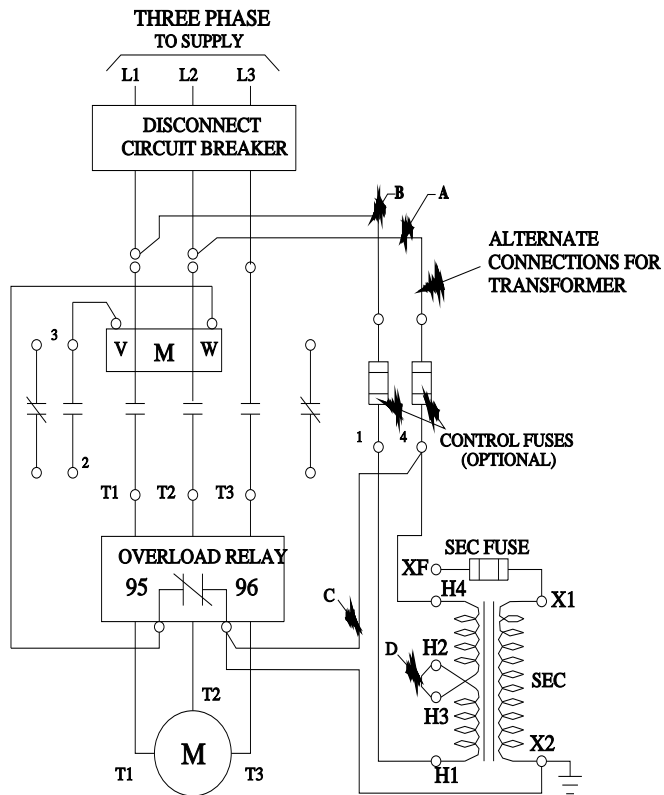 THREE PHASE
TO SUPPLY
L1 L2 L3
DISCONNECT
CIRCUIT BREAKER
B A
ALTERNATE
CONNECTIONS FOR
TRANSFORMER
3 V M W
1 4 CONTROL FUSES
(OPTIONAL)
2
T1 T2 T3
OVERLOAD RELAY
95 96
SEC FUSE
XF
H4 X1
C
D H2
SEC
H3
T2
X2
M
T1 T3 H1